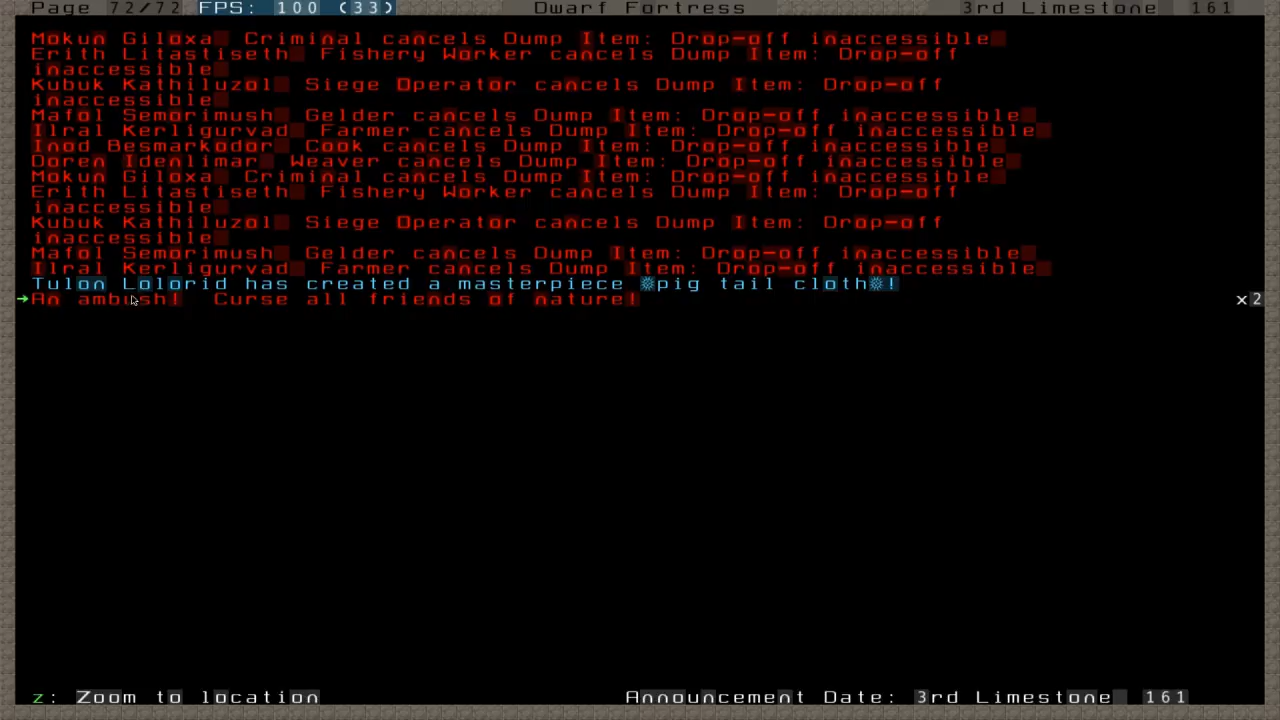 Page 72/72 FPS: 100 (33) Dwarf Fortress 3rd Limestone 161
Mokun Giloxa Criminal cancels Dump Item: Drop-off inaccessible
Erith Litastiseth Fishery Worker cancels Dump Item: Drop-off
inaccessible
Kubuk Kathiluzol Siege Operator cancels Dump Item: Drop-off
inaccessible
Mafol Semorimush Gelder cancels Dump Item: Drop-off inaccessible
Ilral Kerligurvad Farmer cancels Dump Item: Drop-off inaccessible
Inod Besmarkodor Cook cancels Dump Item: Drop-off inaccessible
Doren Idenlimar Weaver cancels Dump Item: Drop-off inaccessible
Mokun Giloxa Criminal cancels Dump Item: Drop-off inaccessible
Erith Litastiseth Fishery Worker cancels Dump Item: Drop-off
inaccessible
Kubuk Kathiluzol Siege Operator cancels Dump Item: Drop-off
inaccessible
Mafol Semorimush Gelder cancels Dump Item: Drop-off inaccessible
Ilral Kerligurvad Farmer cancels Dump Item: Drop-off inaccessible
Tulon Lolorid has created a masterpiece ☼pig tail cloth☼!
An ambush! Curse all friends of nature! x2
z: Zoom to location Announcement Date: 3rd Limestone 161